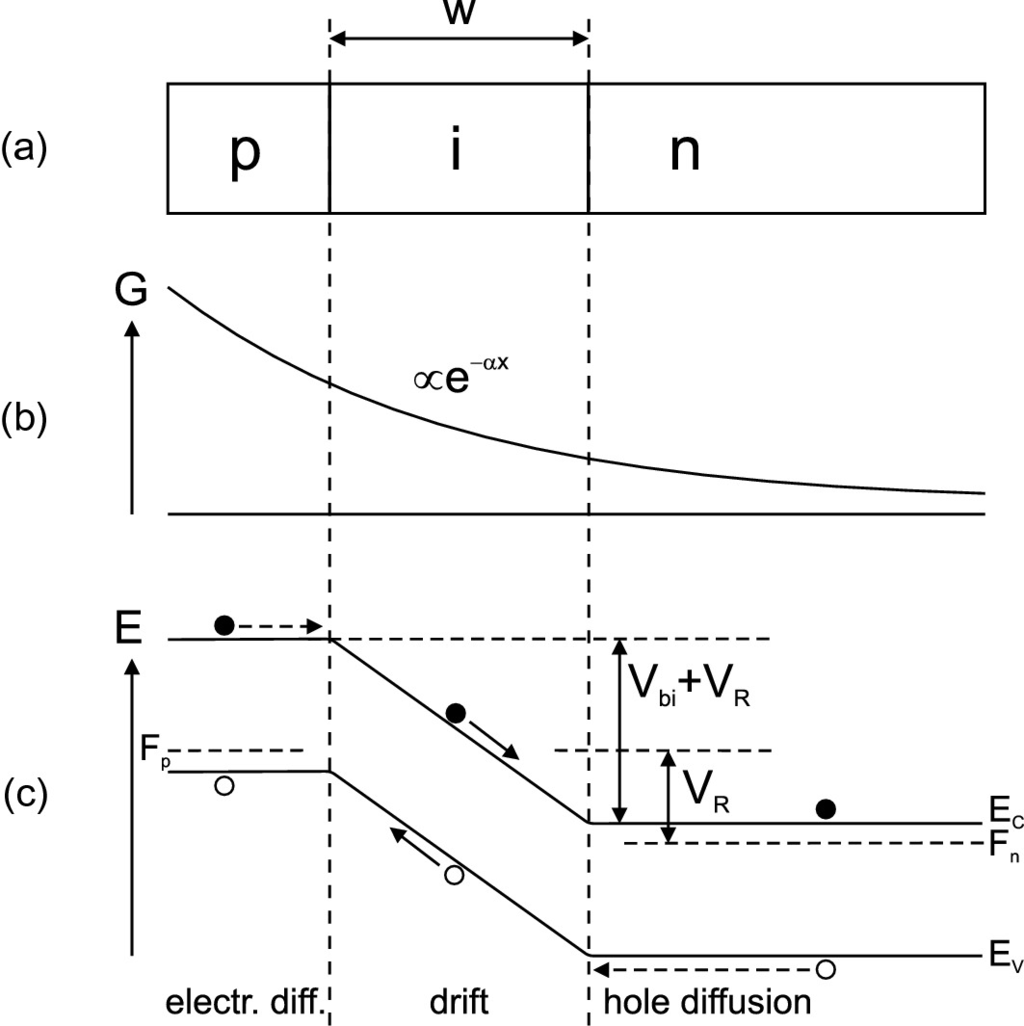 w
(a)
p i n
G
∝e^−αx
(b)
E
V_bi+V_R
F_p
V_R
(c)
E_C
F_n
E_V
electr. diff. drift hole diffusion